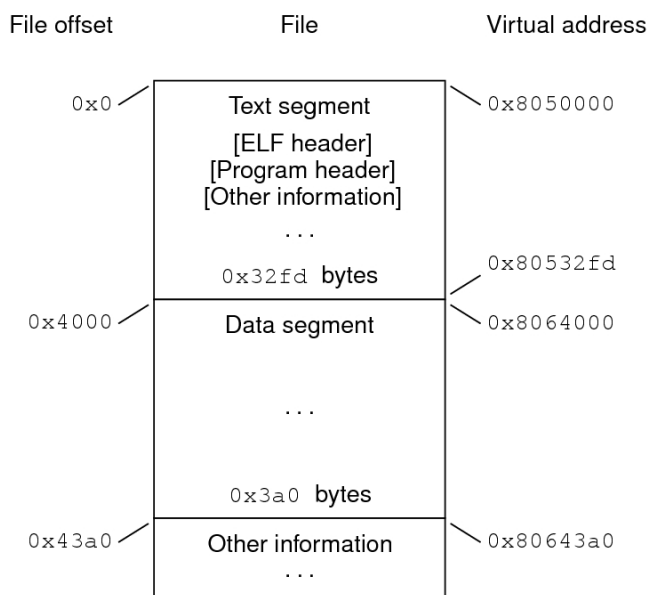 File offset File Virtual address
0x0 Text segment 0x8050000
[ELF header]
[Program header]
[Other information]
. . .
0x80532fd
0x32fd bytes
0x4000 Data segment 0x8064000
. . .
0x3a0 bytes
0x43a0 Other information 0x80643a0
. . .